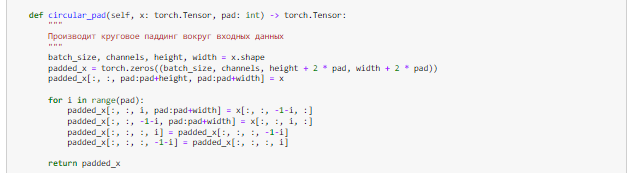 def circular_pad(self, x: torch.Tensor, pad: int) -> torch.Tensor:
"""
Производит круговое паддинг вокруг входных данных
"""
batch_size, channels, height, width = x.shape
padded_x = torch.zeros((batch_size, channels, height + 2 * pad, width + 2 * pad))
padded_x[:, :, pad:pad+height, pad:pad+width] = x
for i in range(pad):
padded_x[:, :, i, pad:pad+width] = x[:, :, -1-i, :]
padded_x[:, :, -1-i, pad:pad+width] = x[:, :, i, :]
padded_x[:, :, :, i] = padded_x[:, :, :, -1-i]
padded_x[:, :, :, -1-i] = padded_x[:, :, :, i]
return padded_x